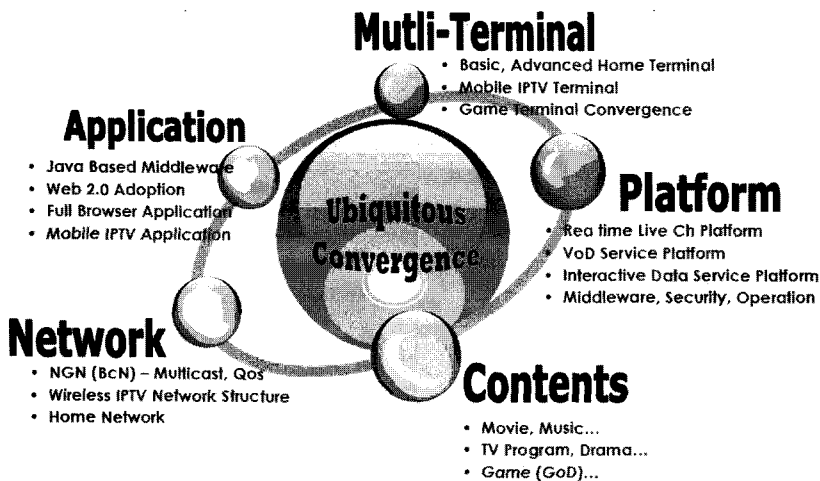 Mutli-Terminal
• Basic, Advanced Home Terminal
• Mobile IPTV Terminal
• Game Terminal Convergence
Application
• Java Based Middleware
• Web 2.0 Adoption
• Full Browser Application
• Mobile IPTV Application
Ubiquitous
Convergence...
Platform
• Rea time Live Ch Platform
• VoD Service Platform
• Interactive Data Service Platform
• Middleware, Security, Operation
Network
• NGN (BcN) – Multicast, Qos
• Wireless IPTV Network Structure
• Home Network
Contents
• Movie, Music...
• TV Program, Drama...
• Game (GoD)...